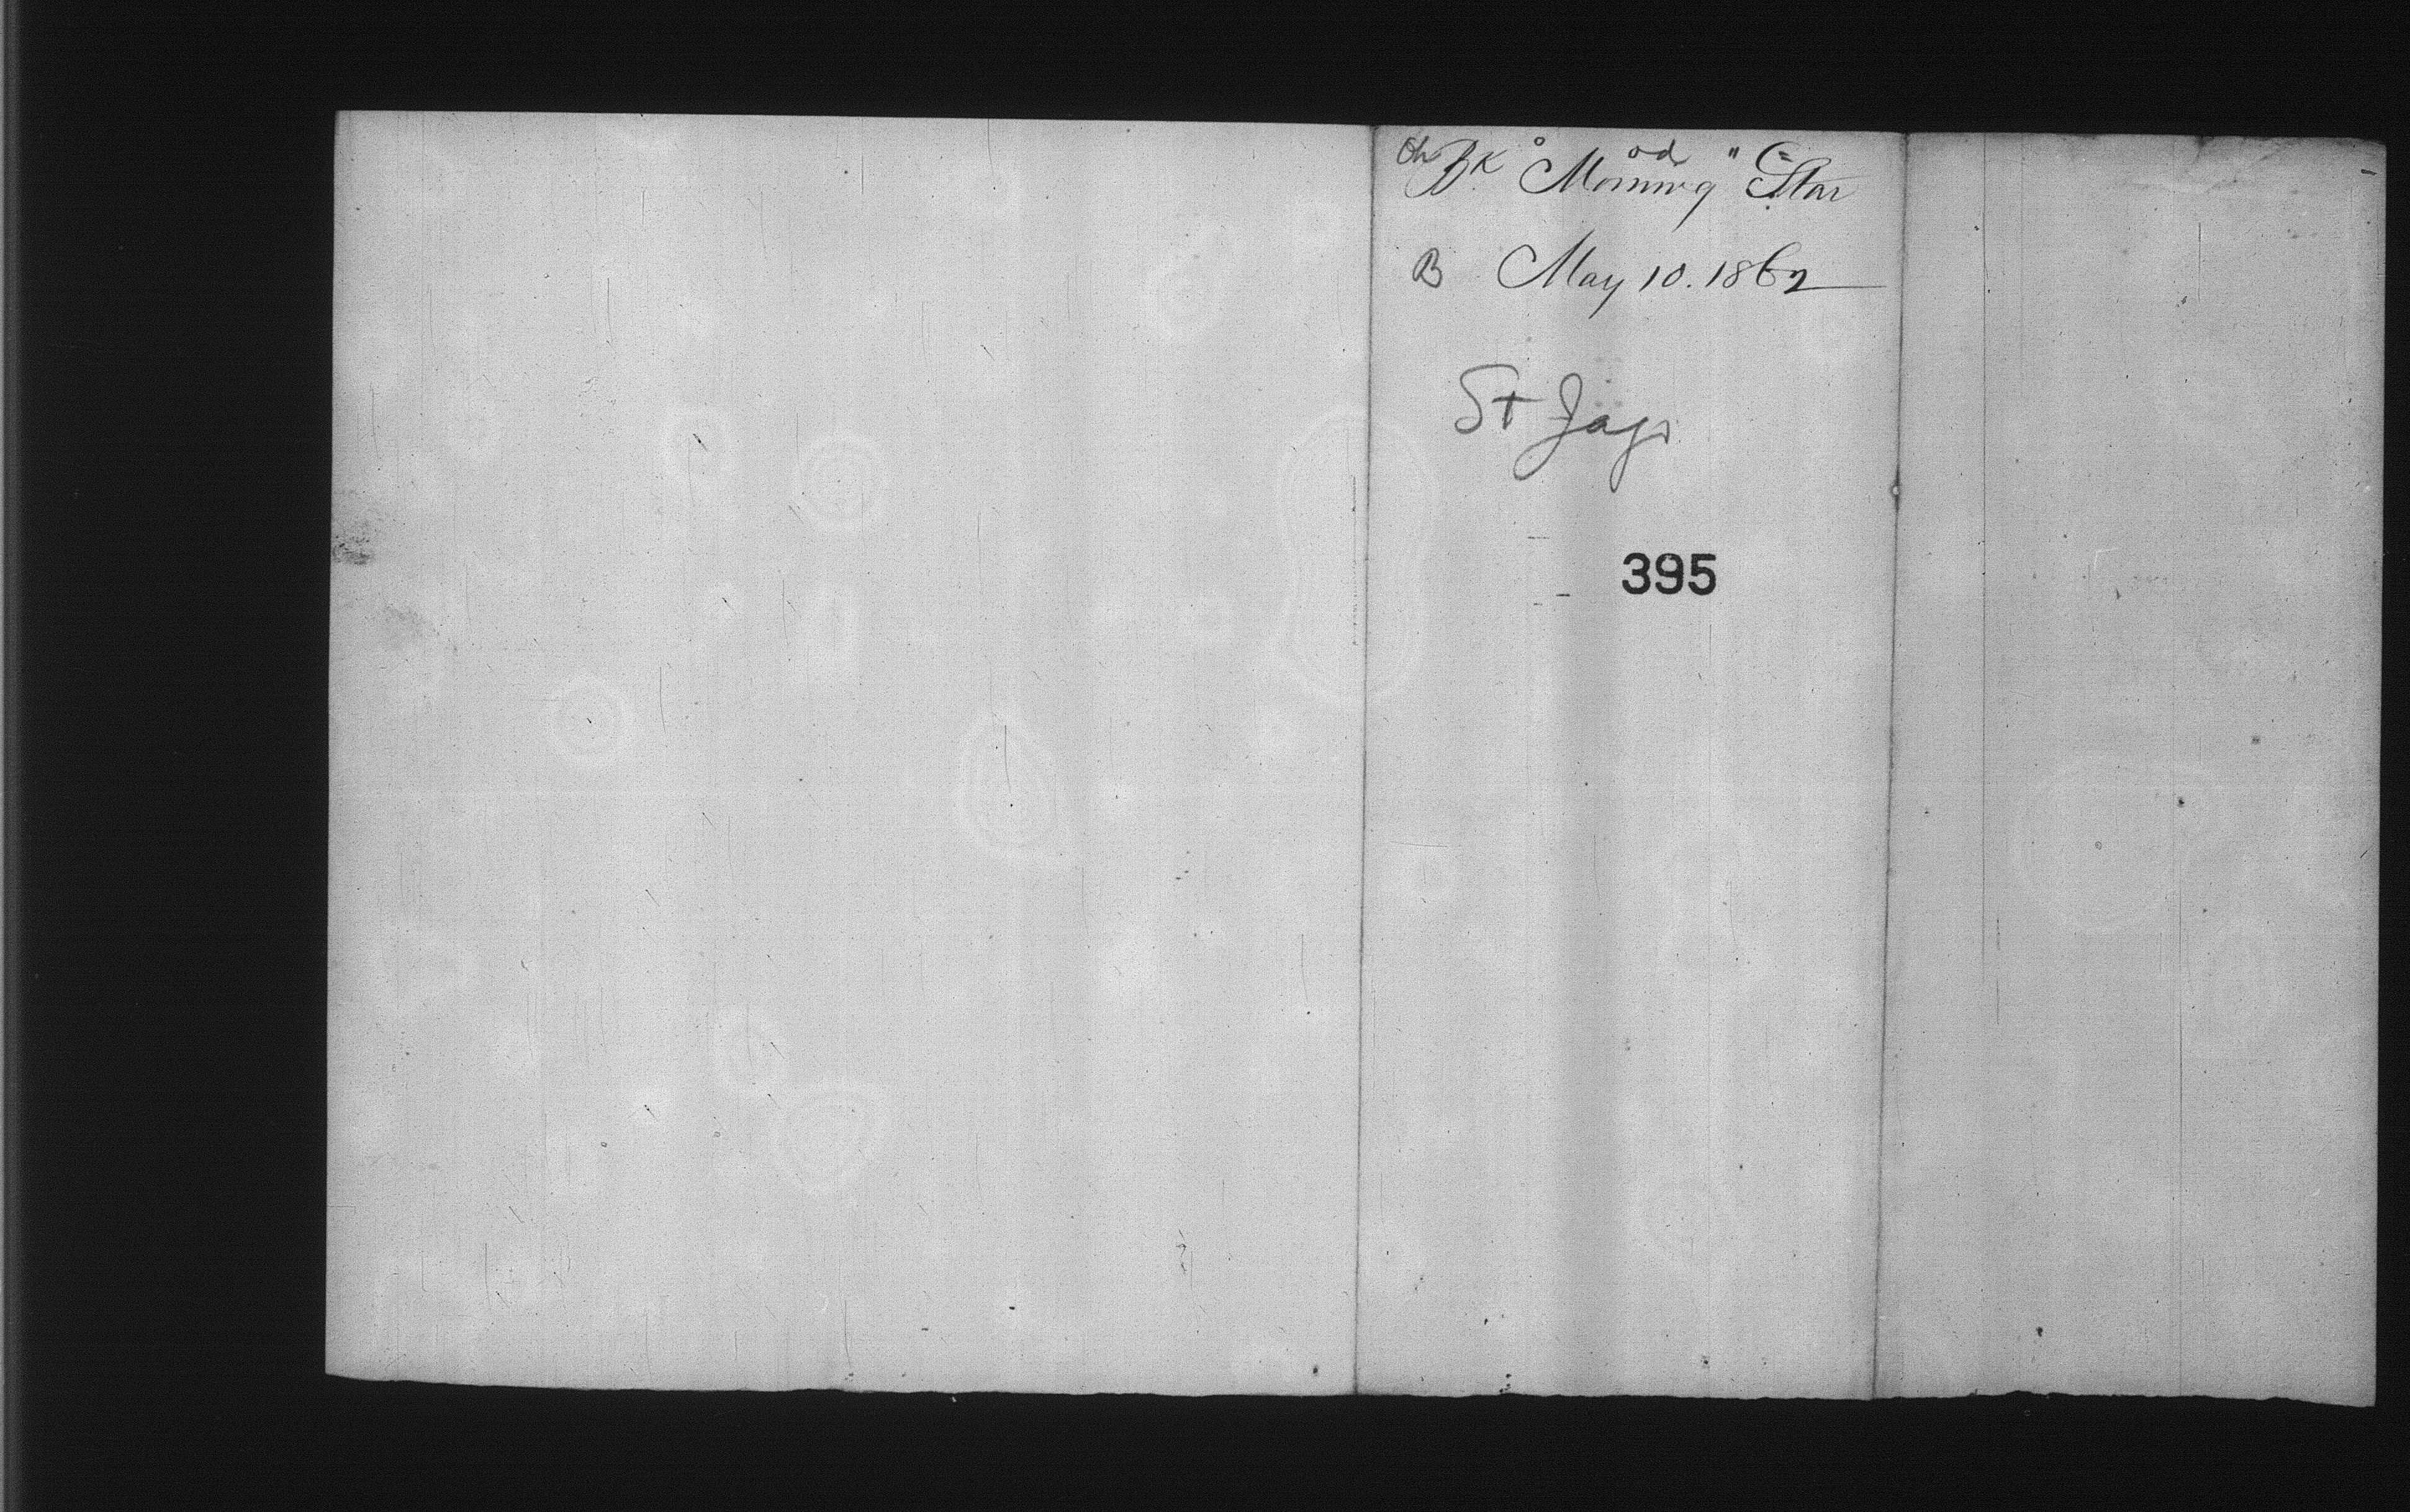 Bk "Morning Star
B May 10. 1862
St Jago
395